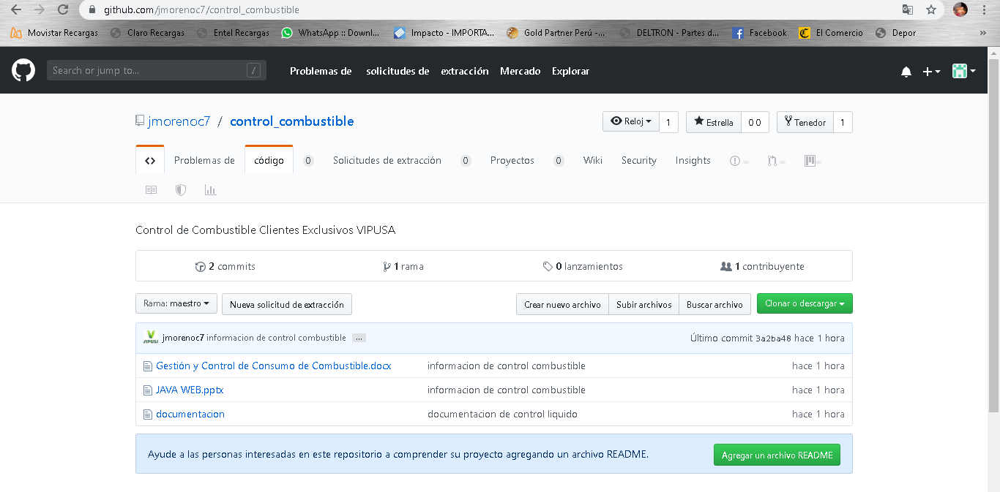 github.com/jmorenoc7/control_combustible
Movistar Recargas Claro Recargas Entel Recargas WhatsApp :: Downl... Impacto - IMPORTA... Gold Partner Perú -... DELTRON - Partes d... Facebook El Comercio Depor »
Search or jump to... / Problemas de solicitudes de extracción Mercado Explorar
jmorenoc7 / control_combustible Reloj 1 Estrella 0 0 Tenedor 1
<> Problemas de código 0 Solicitudes de extracción 0 Proyectos 0 Wiki Security Insights
Control de Combustible Clientes Exclusivos VIPUSA
2 commits 1 rama 0 lanzamientos 1 contribuyente
Rama: maestro Nueva solicitud de extracción Crear nuevo archivo Subir archivos Buscar archivo Clonar o descargar
VIPUSA jmorenoc7 informacion de control combustible ... Último commit 3a2ba48 hace 1 hora
Gestión y Control de Consumo de Combustible.docx informacion de control combustible hace 1 hora
JAVA WEB.pptx informacion de control combustible hace 1 hora
documentacion documentacion de control liquido hace 1 hora
Ayude a las personas interesadas en este repositorio a comprender su proyecto agregando un archivo README. Agregar un archivo README